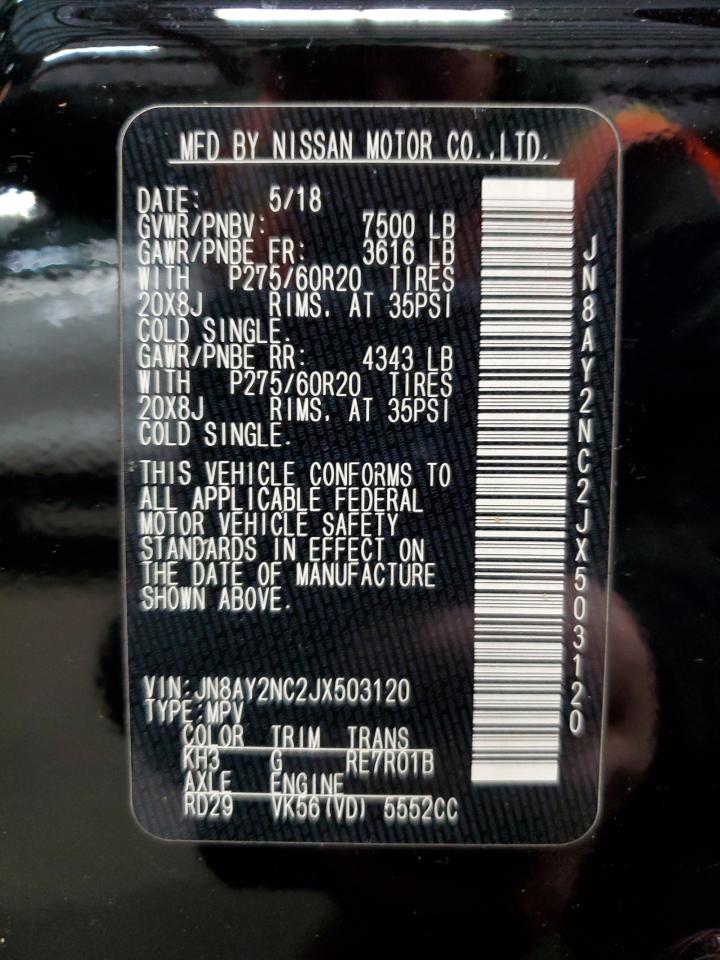 MFD BY NISSAN MOTOR CO.,LTD.
DATE: 5/18
GVWR/PNBV: 7500 LB
GAWR/PNBE FR: 3616 LB
WITH P275/60R20 TIRES
20X8J RIMS. AT 35PSI
COLD SINGLE.
GAWR/PNBE RR: 4343 LB
WITH P275/60R20 TIRES
20X8J RIMS. AT 35PSI
COLD SINGLE.
THIS VEHICLE CONFORMS TO
ALL APPLICABLE FEDERAL
MOTOR VEHICLE SAFETY
STANDARDS IN EFFECT ON
THE DATE OF MANUFACTURE
SHOWN ABOVE.
VIN:JN8AY2NC2JX503120
TYPE:MPV
COLOR TRIM TRANS
KH3 G RE7R01B
AXLE ENGINE
RD29 VK56(VD) 5552CC
JN8AY2NC2JX503120